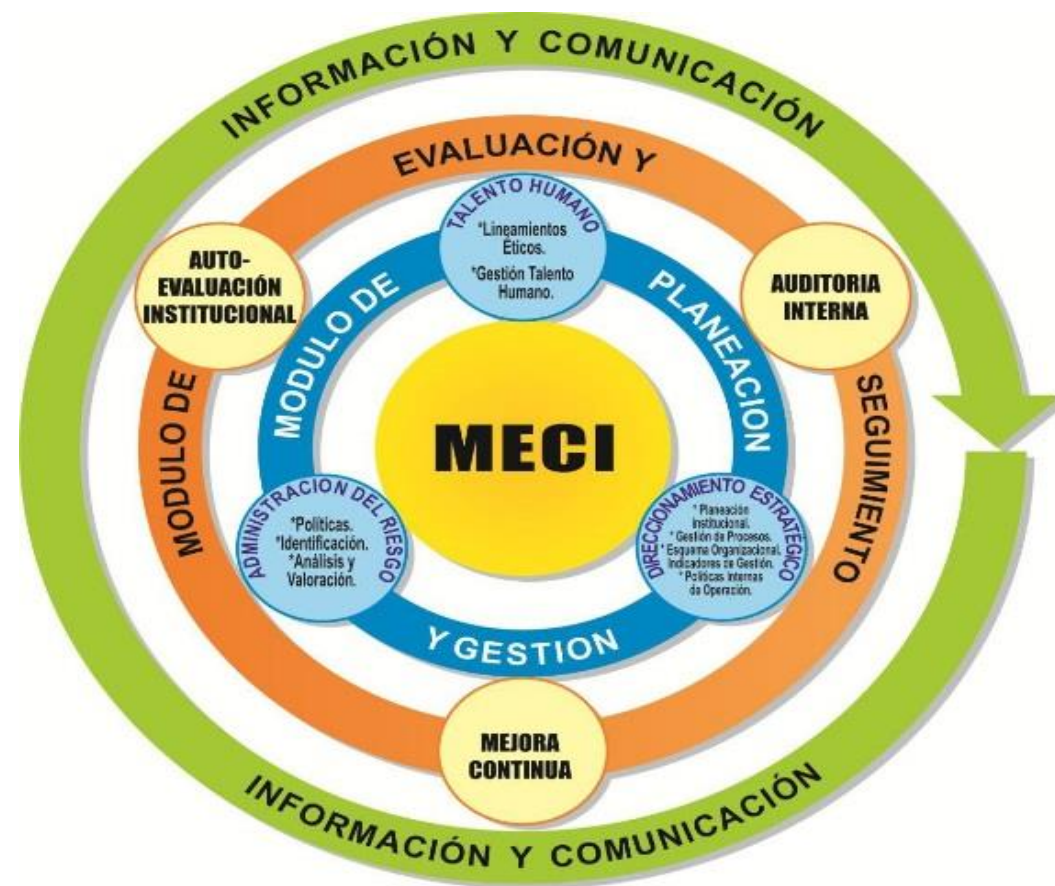 INFORMACIÓN Y COMUNICACIÓN
EVALUACIÓN Y
TALENTO HUMANO
*Lineamientos
Éticos.
*Gestión Talento
Humano.
AUTO-
EVALUACIÓN
INSTITUCIONAL
AUDITORIA
INTERNA
MODULO DE
PLANEACION
MECI
MODULO DE
SEGUIMIENTO
ADMINISTRACION DEL RIESGO
*Políticas.
*Identificación.
*Análisis y
Valoración.
DIRECCIONAMIENTO ESTRATÉGICO
* Planeación
Institucional.
* Gestión de Procesos.
* Esquema Organizacional.
Indicadores de Gestión.
* Políticas Internas
de Operación.
Y GESTION
MEJORA
CONTINUA
INFORMACIÓN Y COMUNICACIÓN